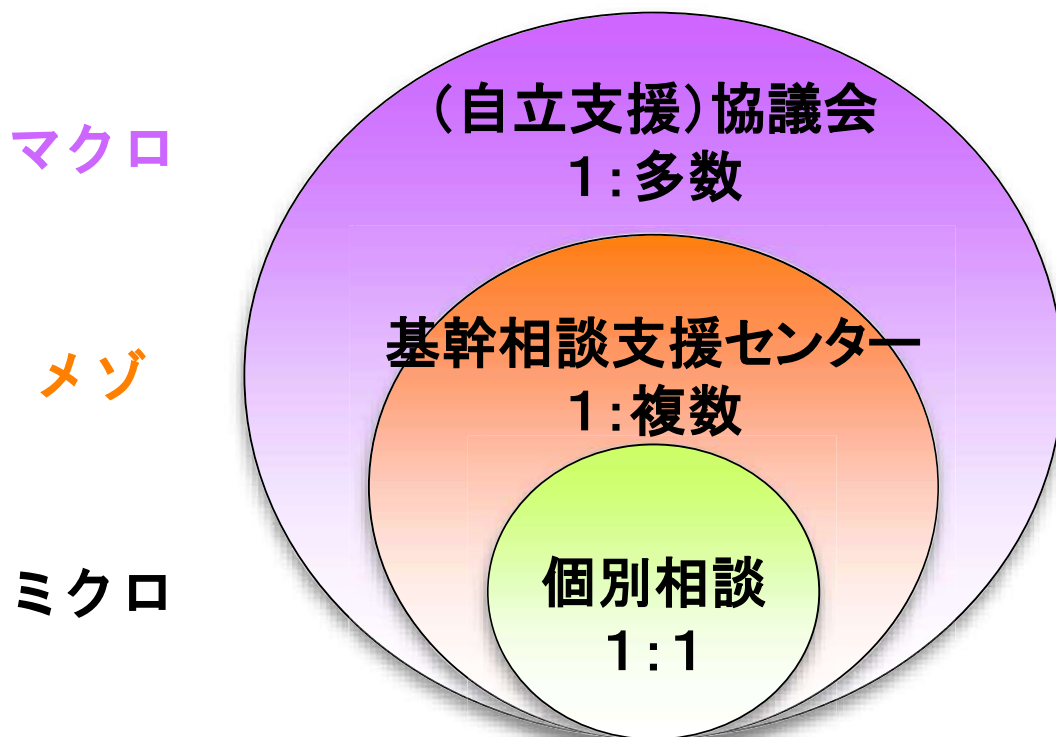 マクロ
（自立支援）協議会
１：多数
メゾ
基幹相談支援センター
１：複数
ミクロ
個別相談
１：１